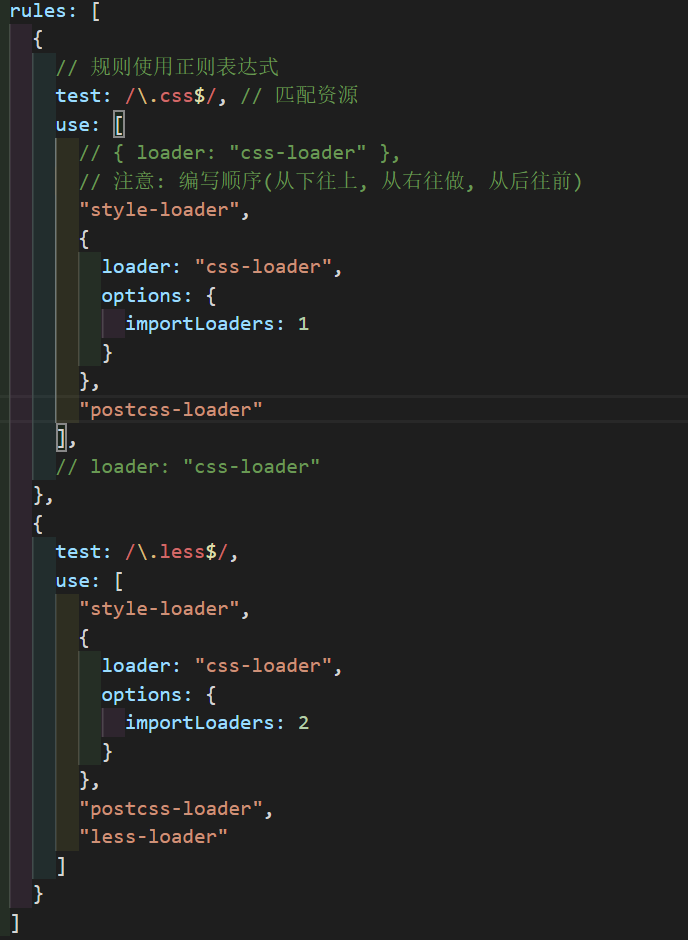 rules: [
{
// 规则使用正则表达式
test: /\.css$/, // 匹配资源
use: [
// { loader: "css-loader" },
// 注意: 编写顺序(从下往上, 从右往做, 从后往前)
"style-loader",
{
loader: "css-loader",
options: {
importLoaders: 1
}
},
"postcss-loader"
],
// loader: "css-loader"
},
{
test: /\.less$/,
use: [
"style-loader",
{
loader: "css-loader",
options: {
importLoaders: 2
}
},
"postcss-loader",
"less-loader"
]
}
]